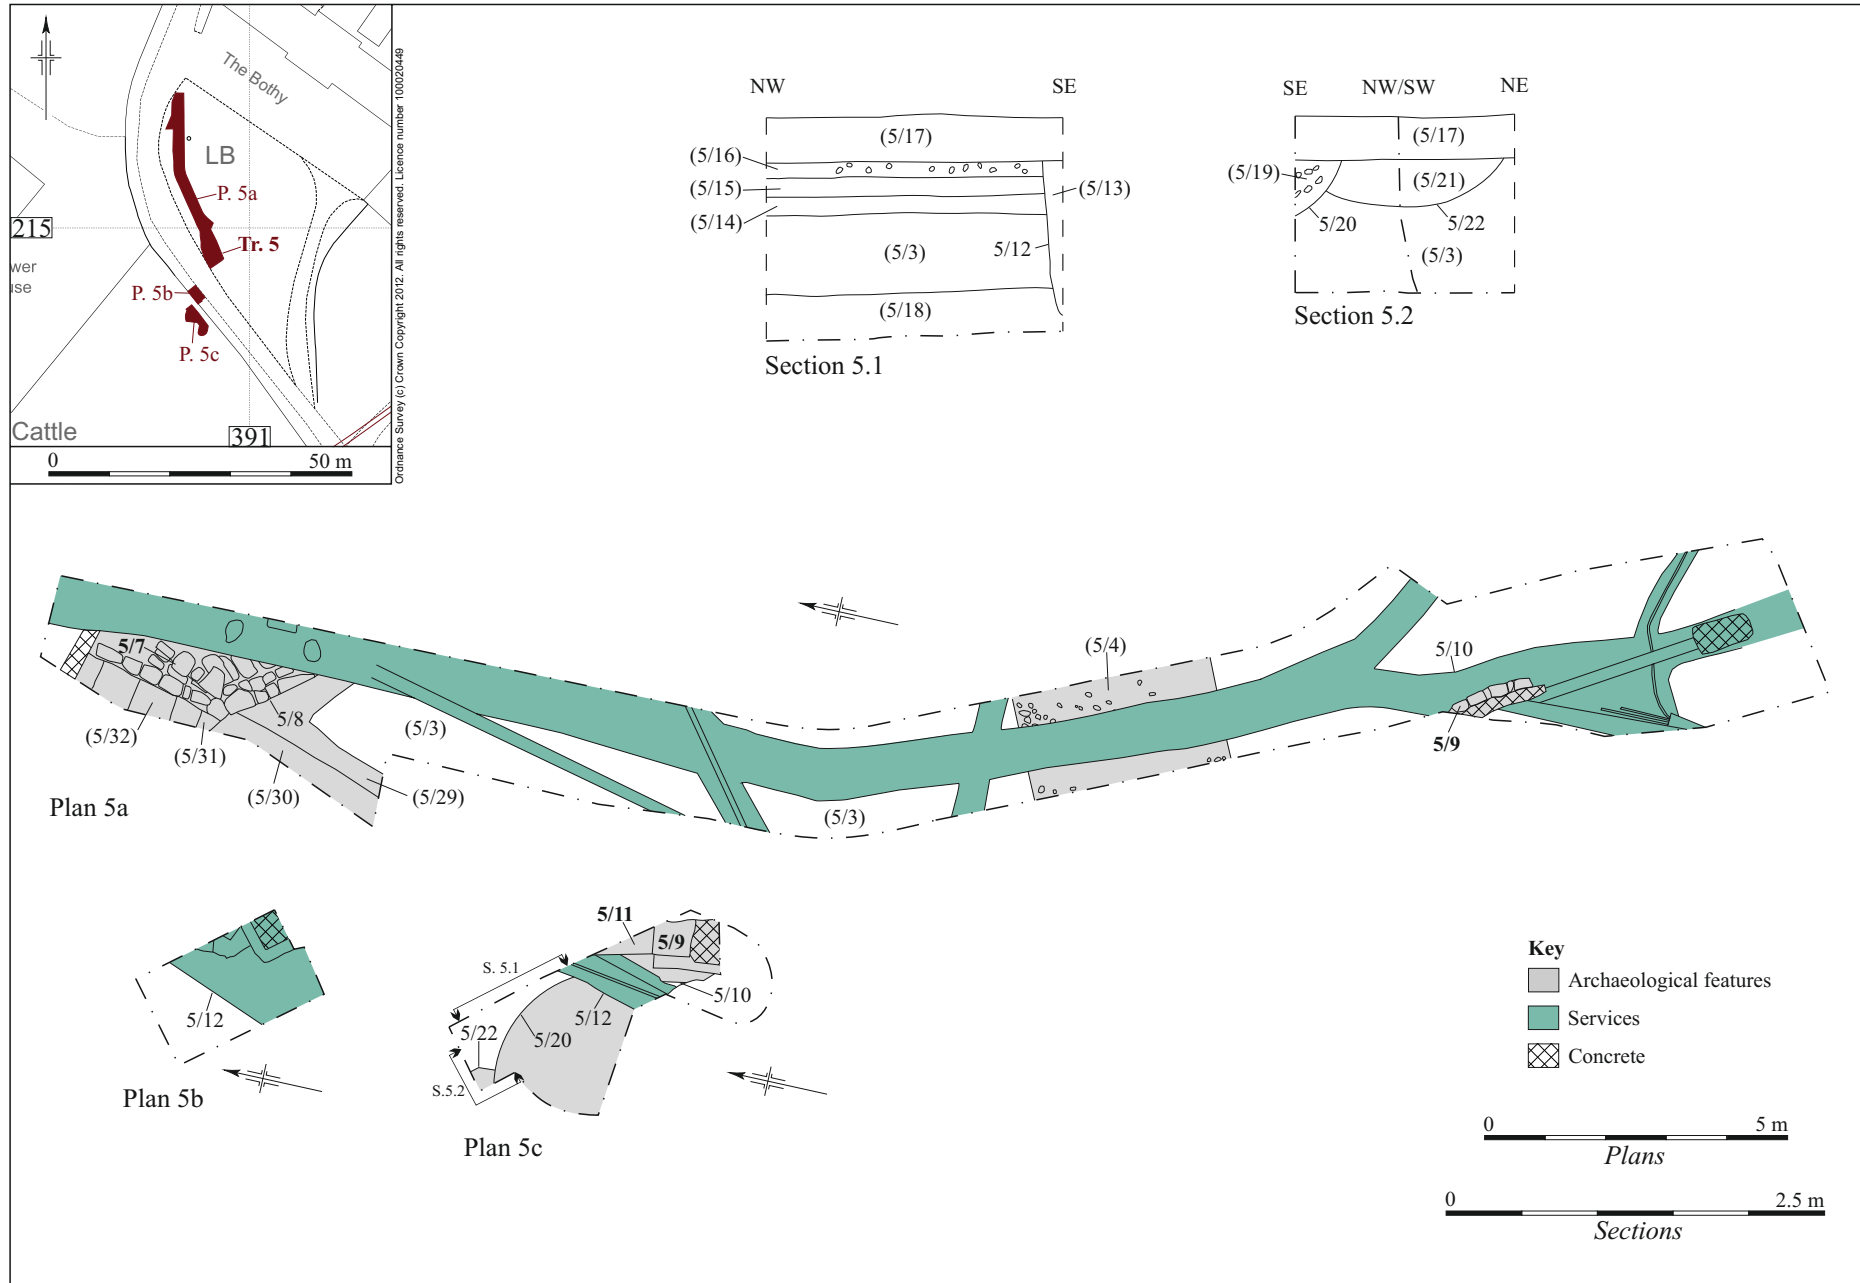 The Bothy
LB
P. 5a
215
Tr. 5
wer
use
P. 5b
P. 5c
Cattle
391
0 50 m
Ordnance Survey (c) Crown Copyright 2012. All rights reserved. Licence number 100020449
NW SE
(5/17)
(5/16)
(5/15) (5/13)
(5/14)
(5/3) 5/12
(5/18)
Section 5.1
SE NW/SW NE
(5/17)
(5/19) (5/21)
5/20 5/22
(5/3)
Section 5.2
5/7
5/8
(5/32)
(5/31)
(5/30)
(5/3)
(5/29)
(5/3)
(5/4)
5/10
5/9
Plan 5a
5/12
Plan 5b
5/11
5/9
S. 5.1
5/10
5/12
5/22
5/20
S.5.2
Plan 5c
Key
Archaeological features
Services
Concrete
0 5 m
Plans
0 2.5 m
Sections